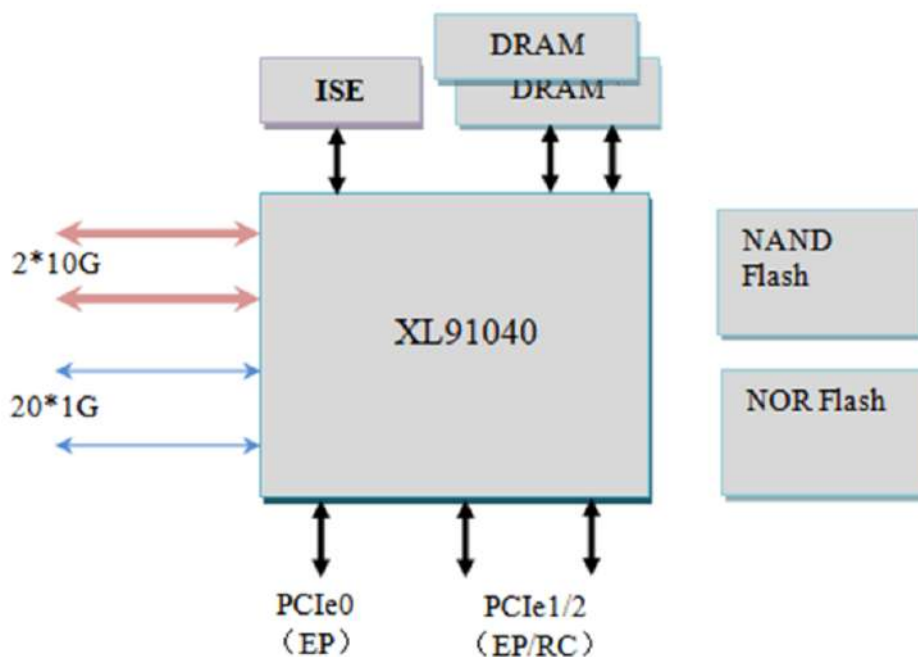 DRAM
ISE
DRAM
2*10G
NAND
Flash
XL91040
20*1G
NOR Flash
PCIe0
（EP）
PCIe1/2
（EP/RC）